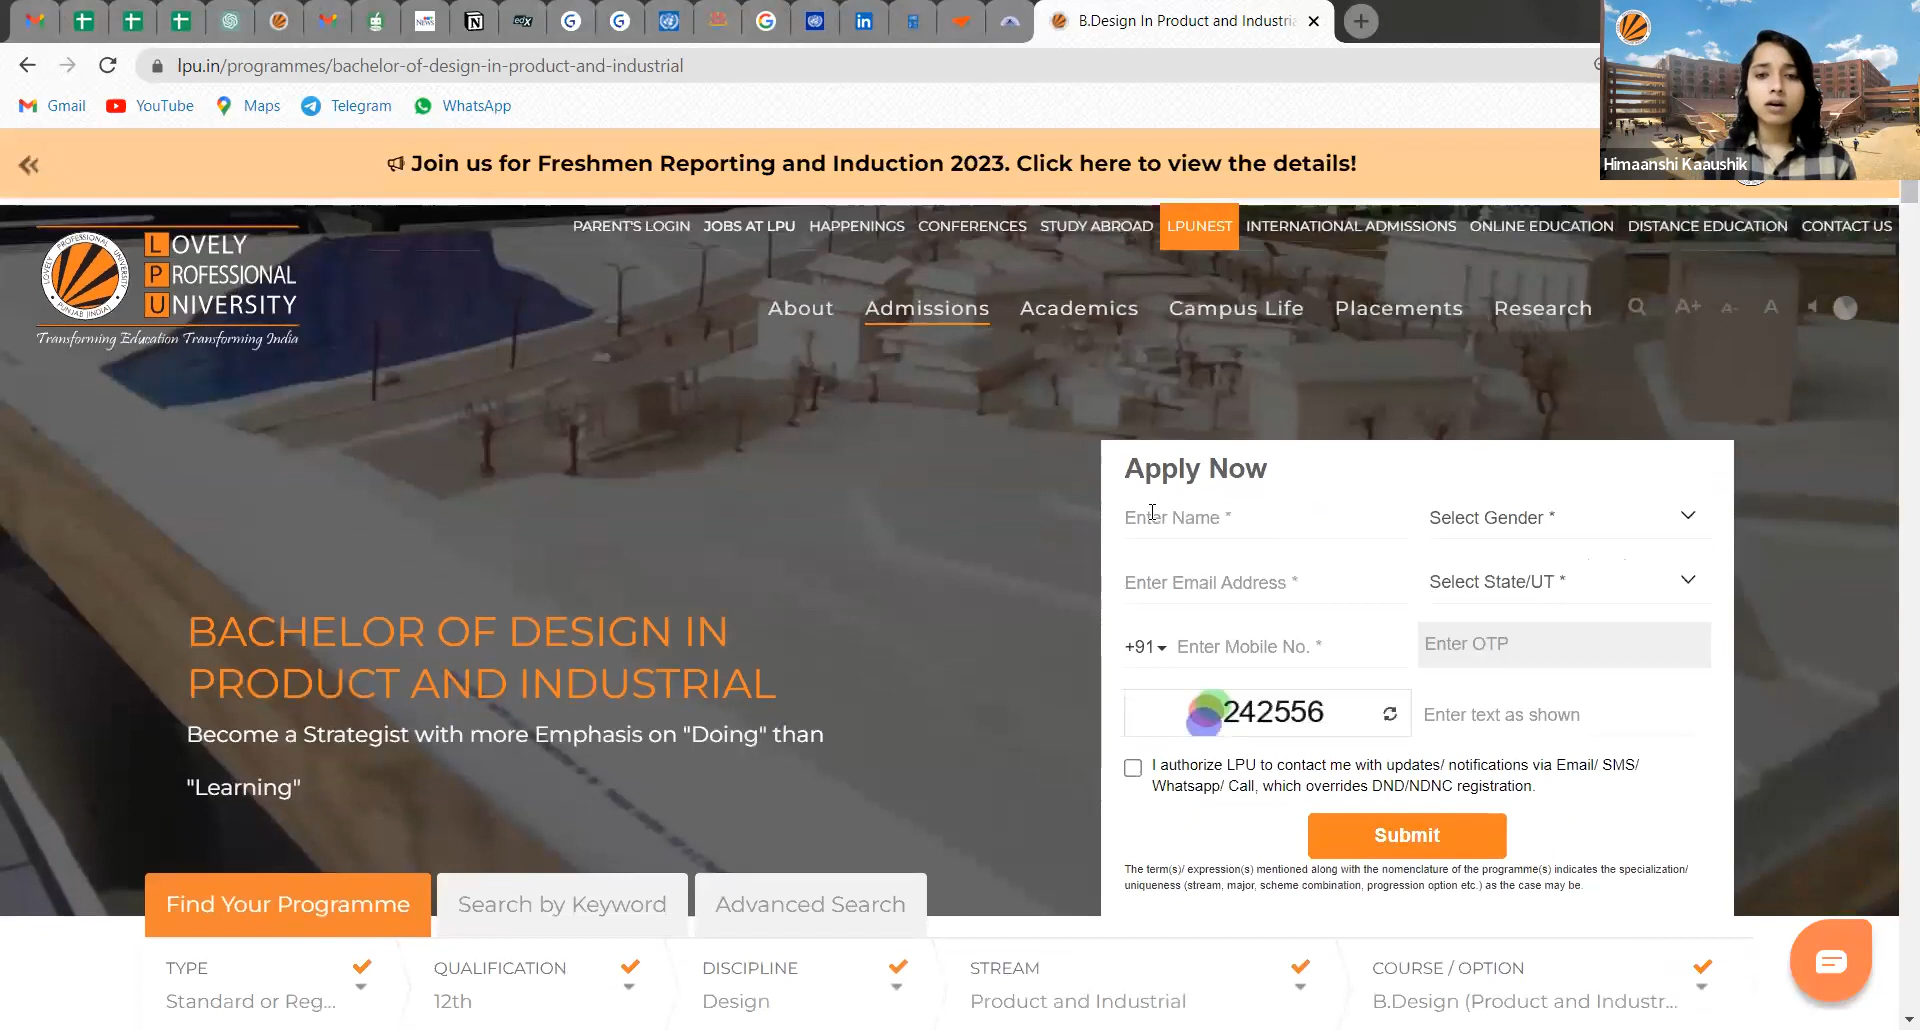 B.Design In Product and Industri
lpu.in/programmes/bachelor-of-design-in-product-and-industrial
Gmail YouTube Maps Telegram WhatsApp
Himaanshi Kaaushik
Join us for Freshmen Reporting and Induction 2023. Click here to view the details!
PARENT'S LOGIN JOBS AT LPU HAPPENINGS CONFERENCES STUDY ABROAD LPUNEST INTERNATIONAL ADMISSIONS ONLINE EDUCATION DISTANCE EDUCATION CONTACT US
LOVELY
PROFESSIONAL
UNIVERSITY
Transforming Education Transforming India
About Admissions Academics Campus Life Placements Research A+ A- A
Apply Now
Enter Name * Select Gender *
Enter Email Address * Select State/UT *
+91 Enter Mobile No. * Enter OTP
242556 Enter text as shown
I authorize LPU to contact me with updates/ notifications via Email/ SMS/
Whatsapp/ Call, which overrides DND/NDNC registration.
Submit
The term(s)/ expression(s) mentioned along with the nomenclature of the programme(s) indicates the specialization/
uniqueness (stream, major, scheme combination, progression option etc.) as the case may be.
BACHELOR OF DESIGN IN
PRODUCT AND INDUSTRIAL
Become a Strategist with more Emphasis on "Doing" than
"Learning"
Find Your Programme Search by Keyword Advanced Search
TYPE QUALIFICATION DISCIPLINE STREAM COURSE / OPTION
Standard or Reg... 12th Design Product and Industrial B.Design (Product and Industr...